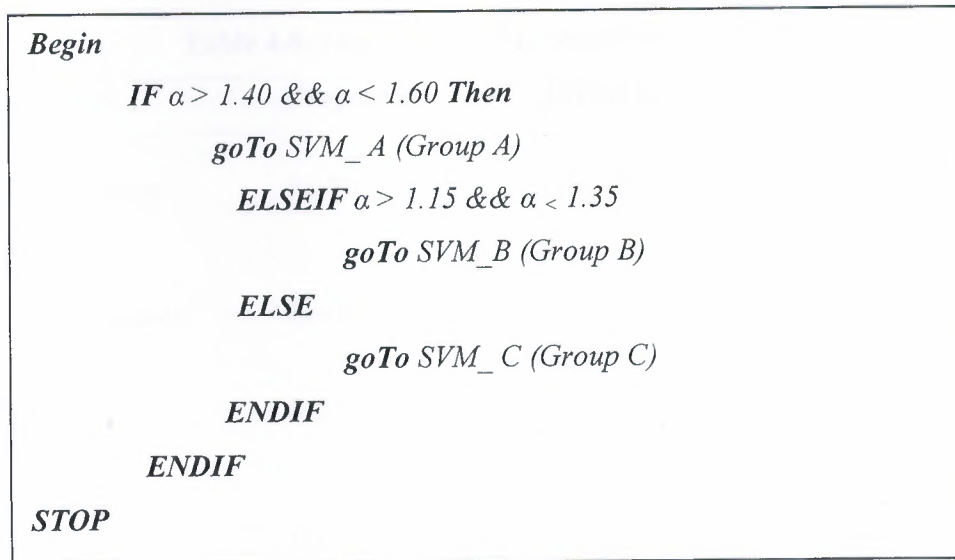 Begin
IF α > 1.40 && α < 1.60 Then
goTo SVM_ A (Group A)
ELSEIF α > 1.15 && α < 1.35
goTo SVM_B (Group B)
ELSE
goTo SVM_ C (Group C)
ENDIF
ENDIF
STOP